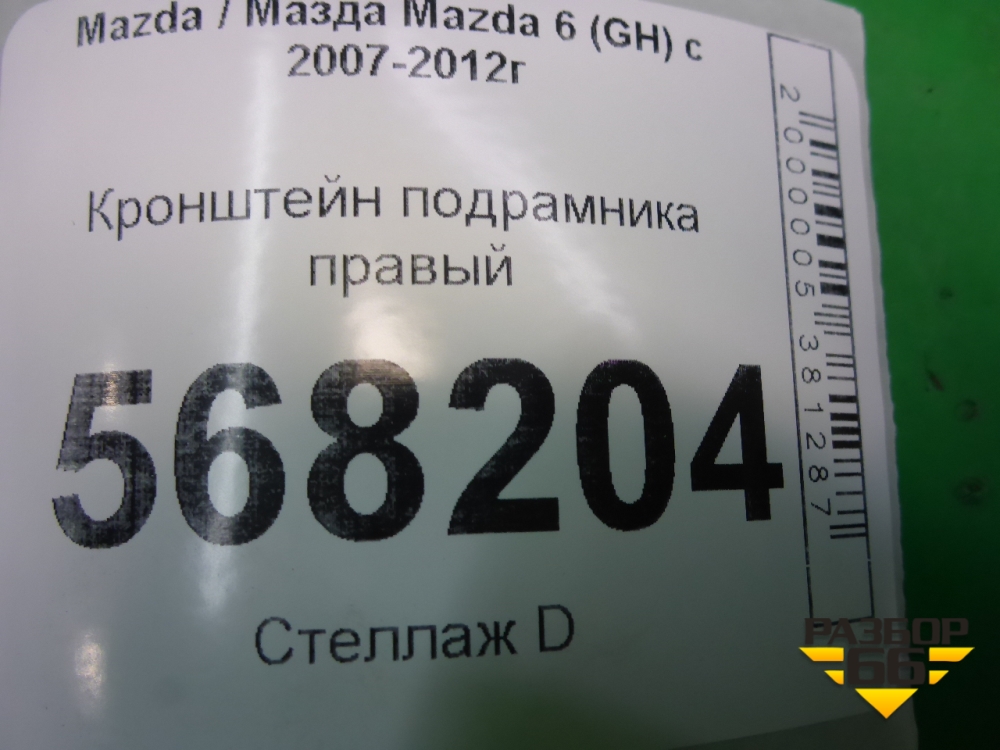 Mazda / Мазда Mazda 6 (GH) с
2007-2012г
Кронштейн подрамника
правый
568204
Стеллаж D
2000005381287
РАЗБОР
66